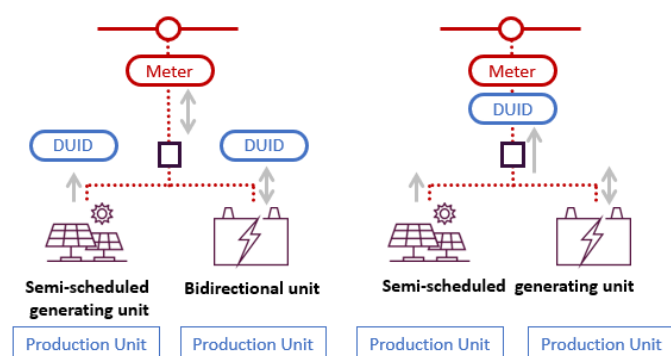 Meter
DUID
DUID
Semi-scheduled
generating unit
Bidirectional unit
Production Unit
Production Unit
Meter
DUID
Semi-scheduled generating unit
Production Unit
Production Unit